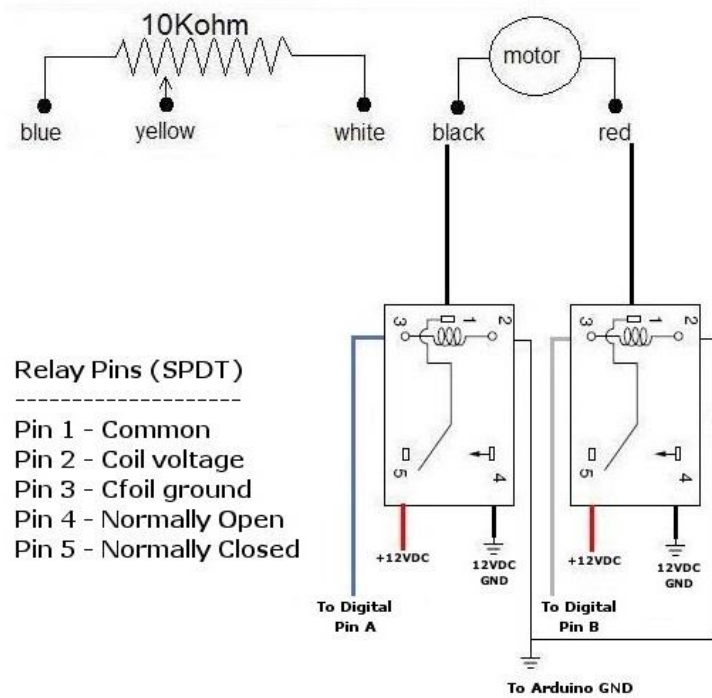 10Kohm
motor
blue
yellow
white
black
red
3
1
2
3
1
2
5
4
5
4
Relay Pins (SPDT)
--------------------
Pin 1 - Common
Pin 2 - Coil voltage
Pin 3 - Cfoil ground
Pin 4 - Normally Open
Pin 5 - Normally Closed
+12VDC
12VDC
GND
+12VDC
12VDC
GND
To Digital
Pin A
To Digital
Pin B
To Arduino GND